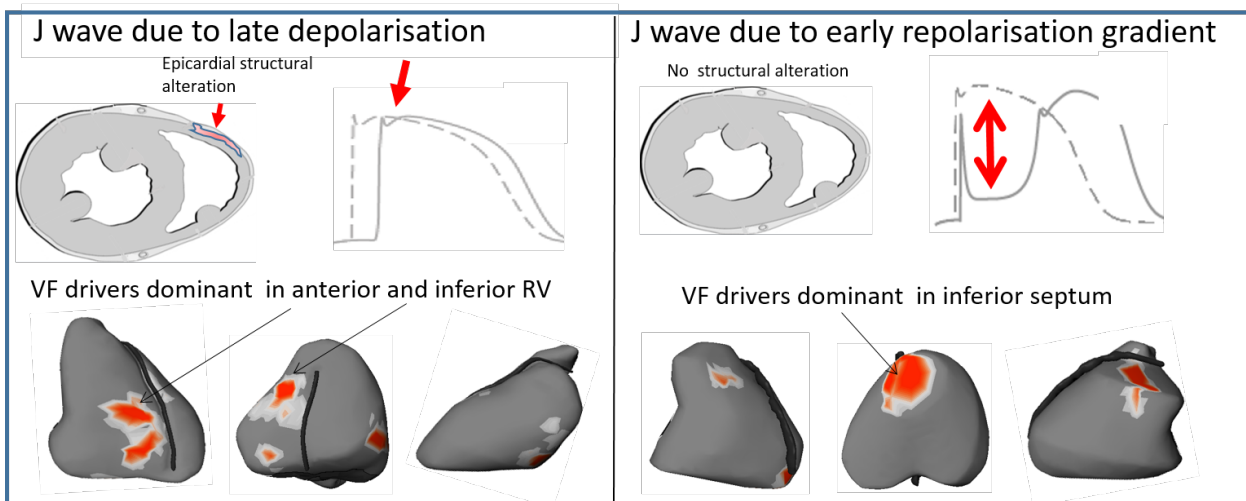 J wave due to late depolarisation
Epicardial structural
alteration
VF drivers dominant in anterior and inferior RV
J wave due to early repolarisation gradient
No structural alteration
VF drivers dominant in inferior septum